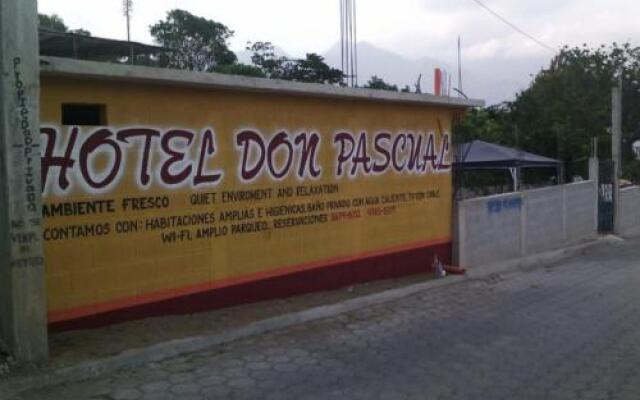 HOTEL DON PASCUAL
AMBIENTE FRESCO QUIET ENVIROMENT AND RELAXATION
CONTAMOS CON: HABITACIONES AMPLIAS E HIGIENICAS, BAÑO PRIVADO CON AGUA CALIENTE, TV CON CABLE,
WI-FI, AMPLIO PARQUEO. RESERVACIONES